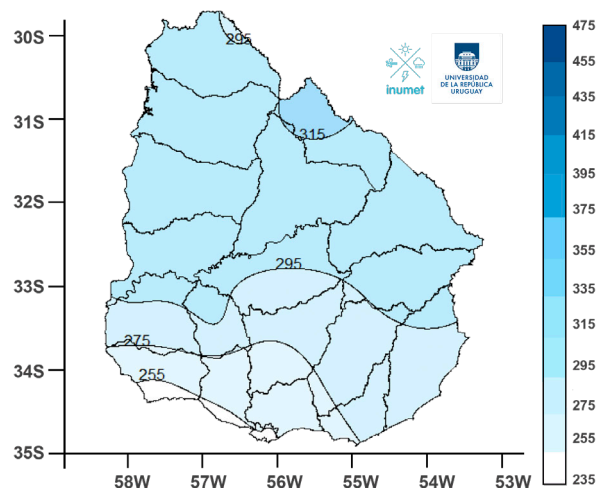 30S
31S
32S
33S
34S
35S
58W
57W
56W
55W
54W
53W
295
315
295
275
255
inumet
UNIVERSIDAD
DE LA REPÚBLICA
URUGUAY
475
455
435
415
395
375
355
335
315
295
275
255
235